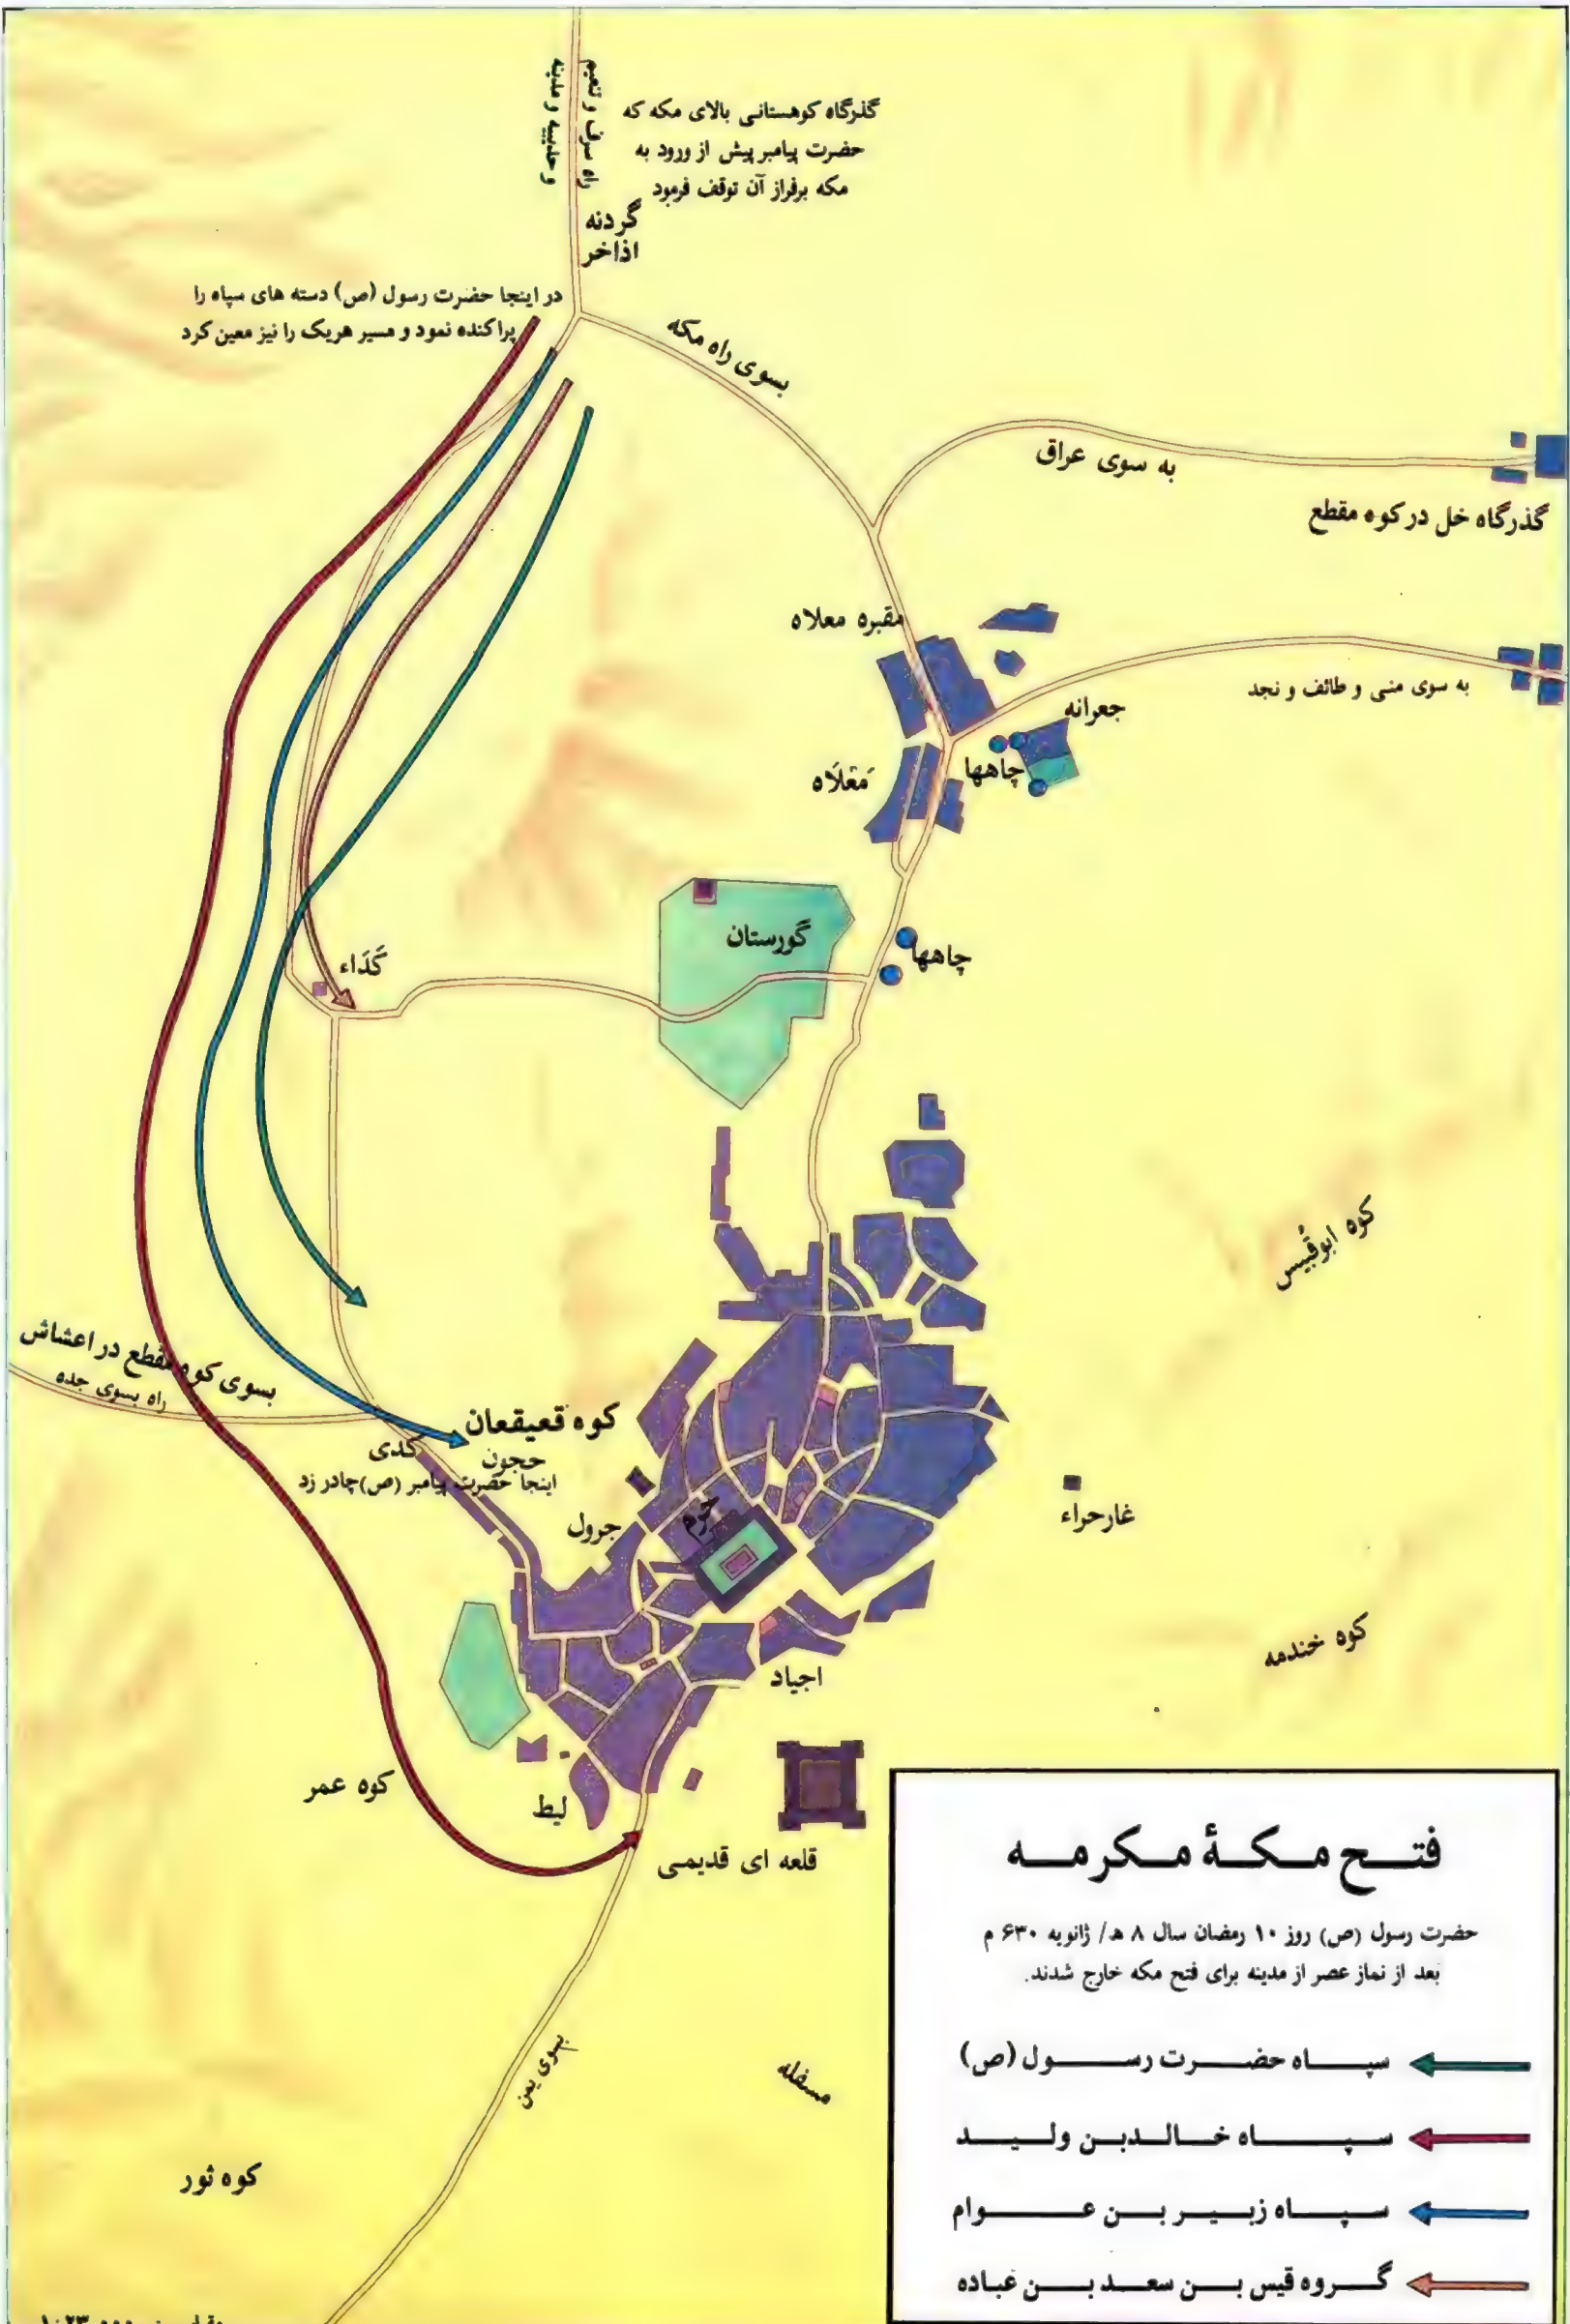 راه سرف و تنعیم
و حدیبیه و مدینه
گذرگاه کوهستانی بالای مکه که
حضرت پیامبر پیش از ورود به
مکه برفراز آن توقف فرمود
گردنه
اذاخر
در اینجا حضرت رسول (ص) دسته های سپاه را
پراکنده نمود و مسیر هریک را نیز معین کرد
بسوی راه مکه
به سوی عراق
گذرگاه خل در کوه مقطع
مقبره معلاه
به سوی منی و طائف و نجد
جعرانه
چاهها
مَعْلَاه
گورستان
چاهها
کَدَاء
کوه ابوقُبیس
بسوی کوه مقطع در اعشاش
راه بسوی جده
کوه قعیقعان
کدی
حجون
اینجا حضرت پیامبر (ص) چادر زد
جرول
حرم
غارحراء
کوه خندمه
اجیاد
کوه عمر
لیط
قلعه ای قدیمی
بسوی یمن
مسفله
کوه ثور
فتح مکهٔ مکرمه
حضرت رسول (ص) روز ۱۰ رمضان سال ۸ هـ/ ژانویه ۶۳۰ م
بعد از نماز عصر از مدینه برای فتح مکه خارج شدند.
سپاه حضرت رسول (ص)
سپاه خالدبن ولید
سپاه زبیر بن عوام
گروه قیس بن سعد بن عباده